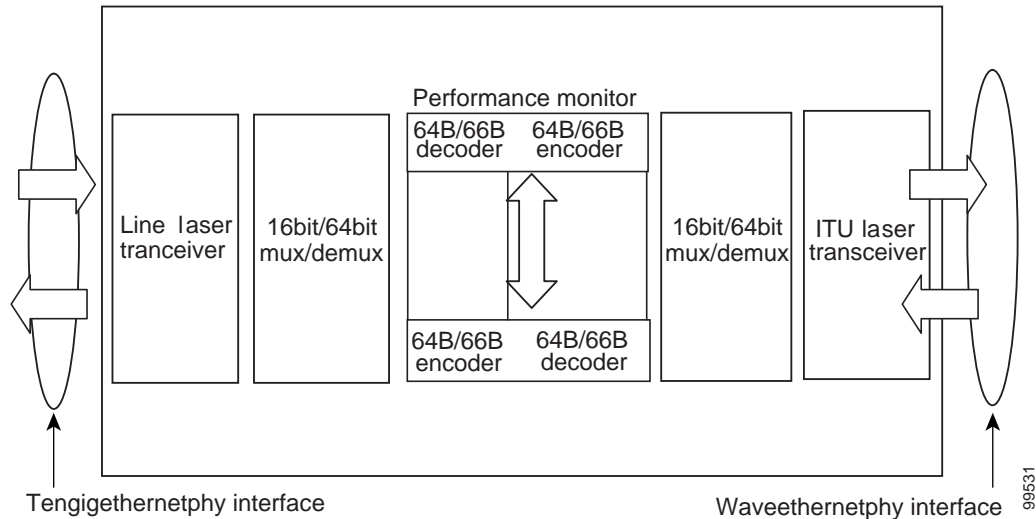 Performance monitor
64B/66B
decoder
64B/66B
encoder
Line laser
tranceiver
16bit/64bit
mux/demux
16bit/64bit
mux/demux
ITU laser
transceiver
64B/66B
encoder
64B/66B
decoder
Tengigethernetphy interface
Waveethernetphy interface
99531